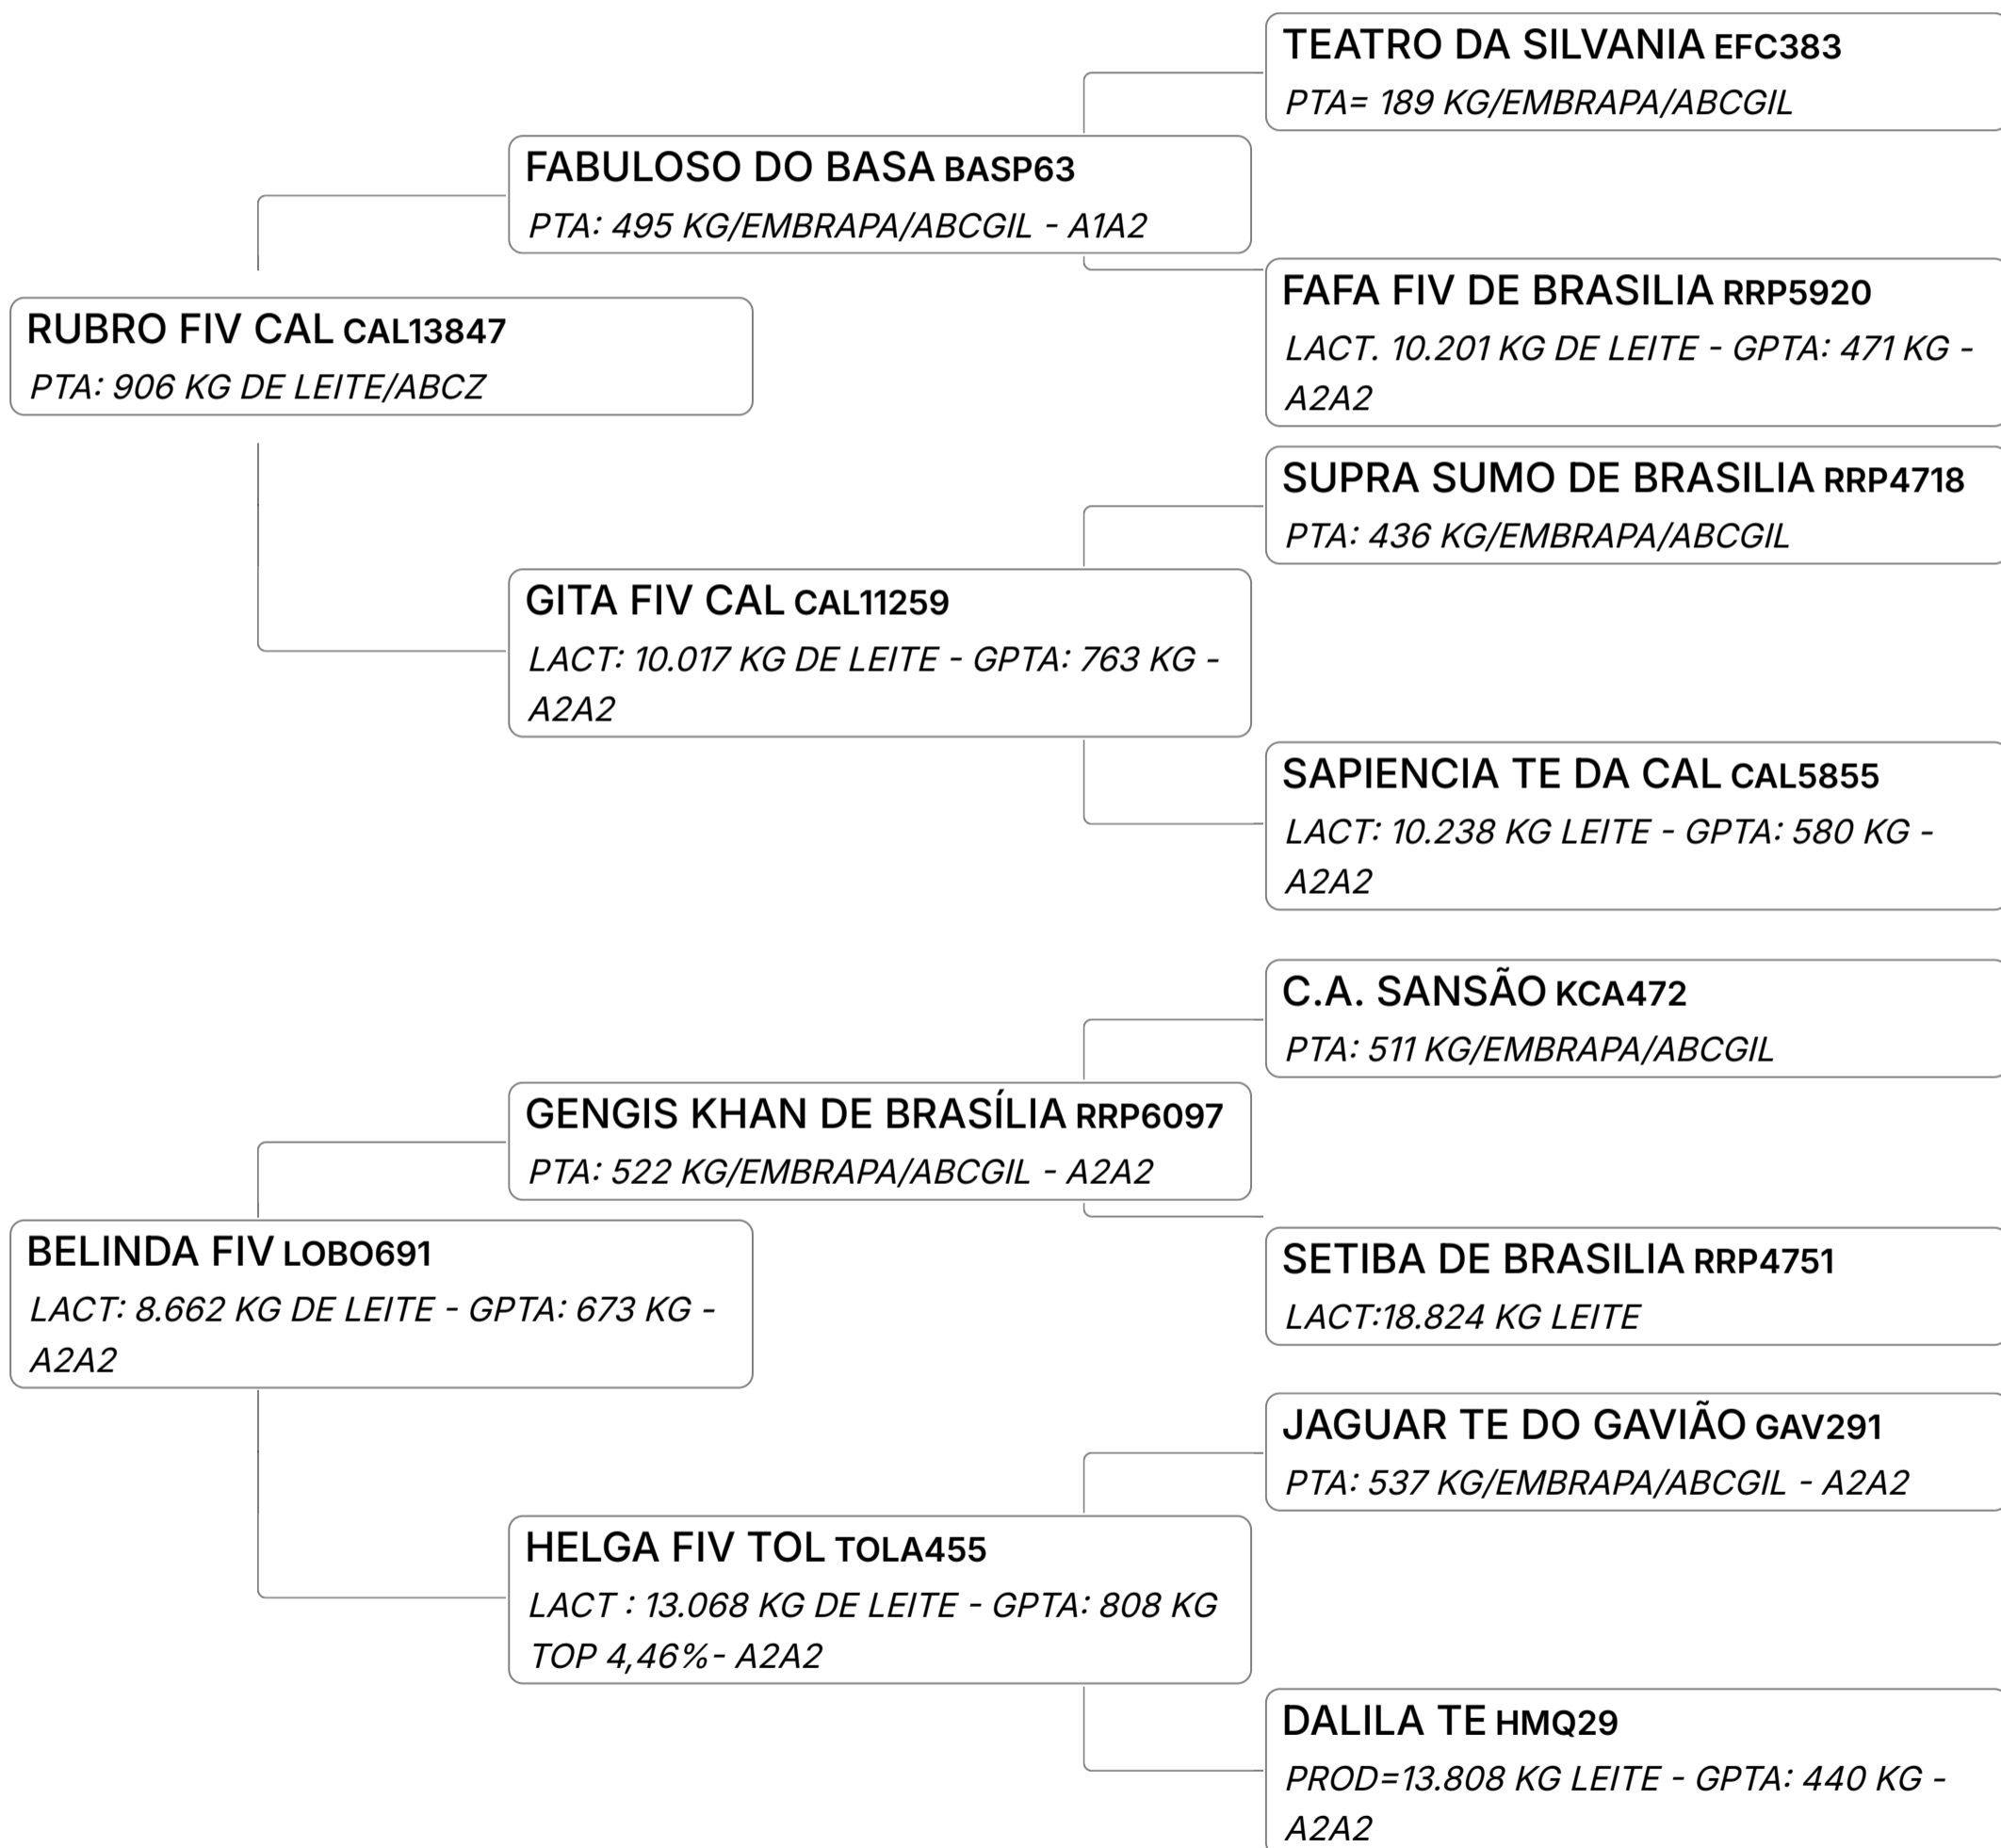 TEATRO DA SILVANIA EFC383
PTA= 189 KG/EMBRAPA/ABCGIL
FABULOSO DO BASA BASP63
PTA: 495 KG/EMBRAPA/ABCGIL - A1A2
FAFA FIV DE BRASILIA RRP5920
LACT. 10.201 KG DE LEITE - GPTA: 471 KG -
A2A2
RUBRO FIV CAL CAL13847
PTA: 906 KG DE LEITE/ABCZ
SUPRA SUMO DE BRASILIA RRP4718
PTA: 436 KG/EMBRAPA/ABCGIL
GITA FIV CAL CAL11259
LACT: 10.017 KG DE LEITE - GPTA: 763 KG -
A2A2
SAPIENCIA TE DA CAL CAL5855
LACT: 10.238 KG LEITE - GPTA: 580 KG -
A2A2
C.A. SANSÃO KCA472
PTA: 511 KG/EMBRAPA/ABCGIL
GENGIS KHAN DE BRASÍLIA RRP6097
PTA: 522 KG/EMBRAPA/ABCGIL - A2A2
SETIBA DE BRASILIA RRP4751
LACT:18.824 KG LEITE
BELINDA FIV LOBO691
LACT: 8.662 KG DE LEITE - GPTA: 673 KG -
A2A2
JAGUAR TE DO GAVIÃO GAV291
PTA: 537 KG/EMBRAPA/ABCGIL - A2A2
HELGA FIV TOL TOLA455
LACT : 13.068 KG DE LEITE - GPTA: 808 KG
TOP 4,46%- A2A2
DALILA TE HMQ29
PROD=13.808 KG LEITE - GPTA: 440 KG -
A2A2